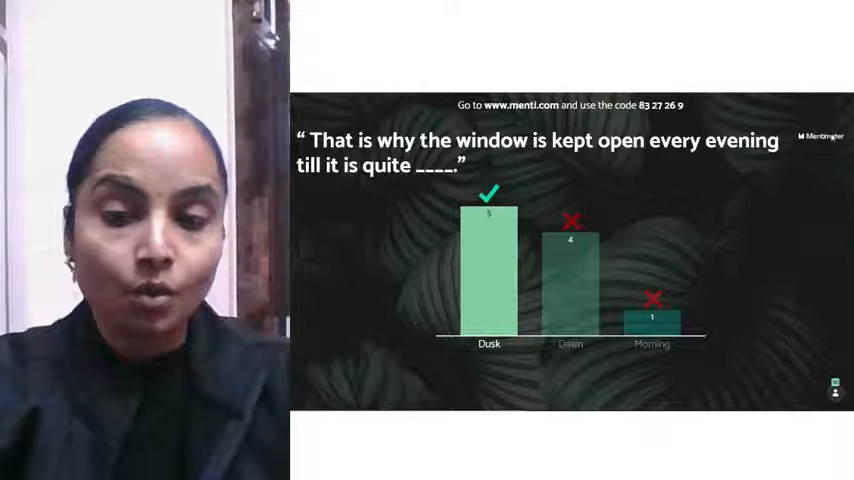 Go to www.menti.com and use the code 83 27 26 9
“ That is why the window is kept open every evening
till it is quite ____.”
Mentimeter
5
4
1
Dusk
Dawn
Morning